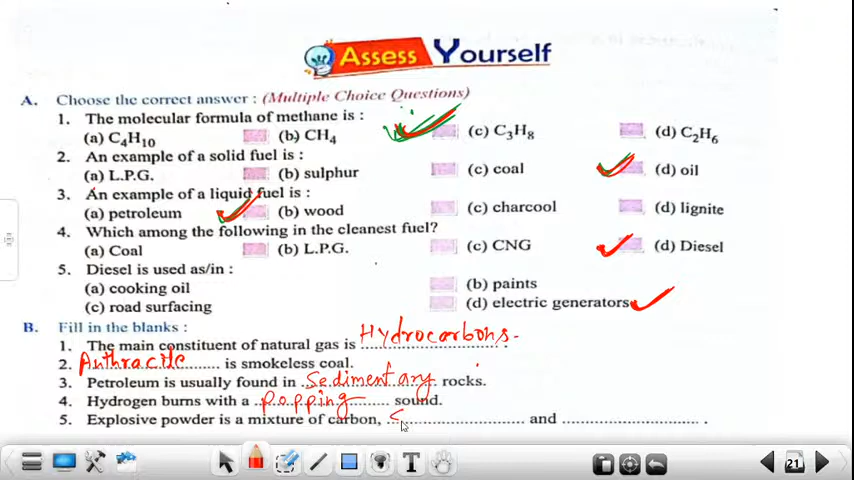 Assess Yourself
A. Choose the correct answer : (Multiple Choice Questions)
1. The molecular formula of methane is :
(a) C₄H₁₀ (b) CH₄ (c) C₃H₈ (d) C₂H₆
2. An example of a solid fuel is :
(a) L.P.G. (b) sulphur (c) coal (d) oil
3. An example of a liquid fuel is :
(a) petroleum (b) wood (c) charcool (d) lignite
4. Which among the following in the cleanest fuel?
(a) Coal (b) L.P.G. (c) CNG (d) Diesel
5. Diesel is used as/in :
(a) cooking oil (b) paints
(c) road surfacing (d) electric generators
B. Fill in the blanks :
1. The main constituent of natural gas is Hydrocarbons.
2. Anthracite is smokeless coal.
3. Petroleum is usually found in Sedimentary rocks.
4. Hydrogen burns with a popping sound.
5. Explosive powder is a mixture of carbon, ........................ and ........................ .
21